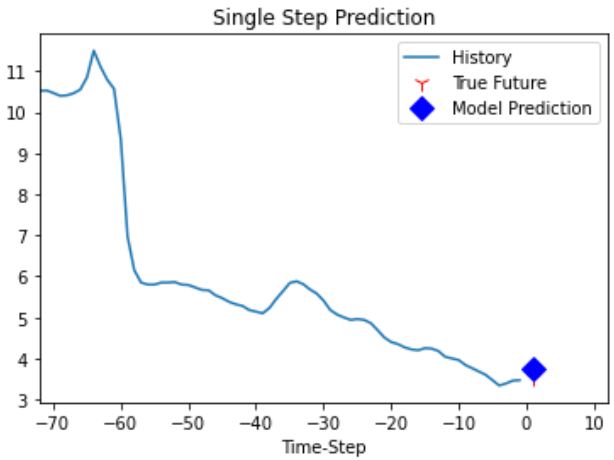 Single Step Prediction
History
True Future
Model Prediction
11
10
9
8
7
6
5
4
3
−70 −60 −50 −40 −30 −20 −10 0 10
Time-Step